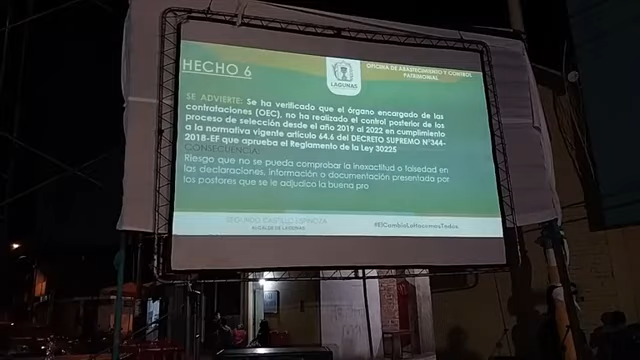 HECHO 6
LAGUNAS
OFICINA DE ABASTECIMIENTO Y CONTROL
PATRIMONIAL
SE ADVIERTE: Se ha verificado que el órgano encargado de las
contrataciones (OEC), no ha realizado el control posterior de los
proceso de selección desde el año 2019 al 2022 en cumplimiento
a la normativa vigente artículo 64.6 del DECRETO SUPREMO N°344-
2018-EF que aprueba el Reglamento de la Ley 30225
CONSECUENCIA:
Riesgo que no se pueda comprobar la inexactitud o falsedad en
las declaraciones, información o documentación presentada por
los postores que se le adjudico la buena pro
SEGUNDO CASTILLO ESPINOZA
ALCALDE DE LAGUNAS
#ElCambioLoHacemosTodos